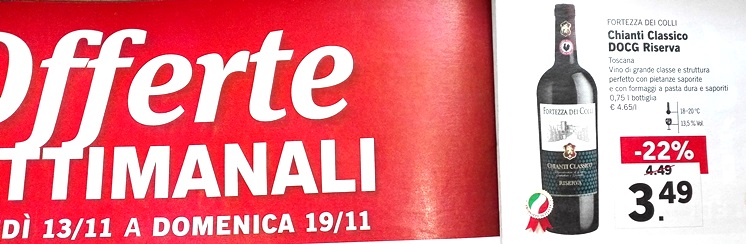 Offerte
TTIMANALI
DÌ 13/11 A DOMENICA 19/11
FORTEZZA DEI COLLI
Chianti Classico
DOCG Riserva
Toscana
Vino di grande classe e struttura
perfetto con pietanze saporite
e con formaggi a pasta dura e saporiti
0,75 l bottiglia
€ 4,65/l
18-20 °C
13,5 % Vol.
-22%
4.49
3.49
FORTEZZA DEI COLLI
CHIANTI CLASSICO
RISERVA